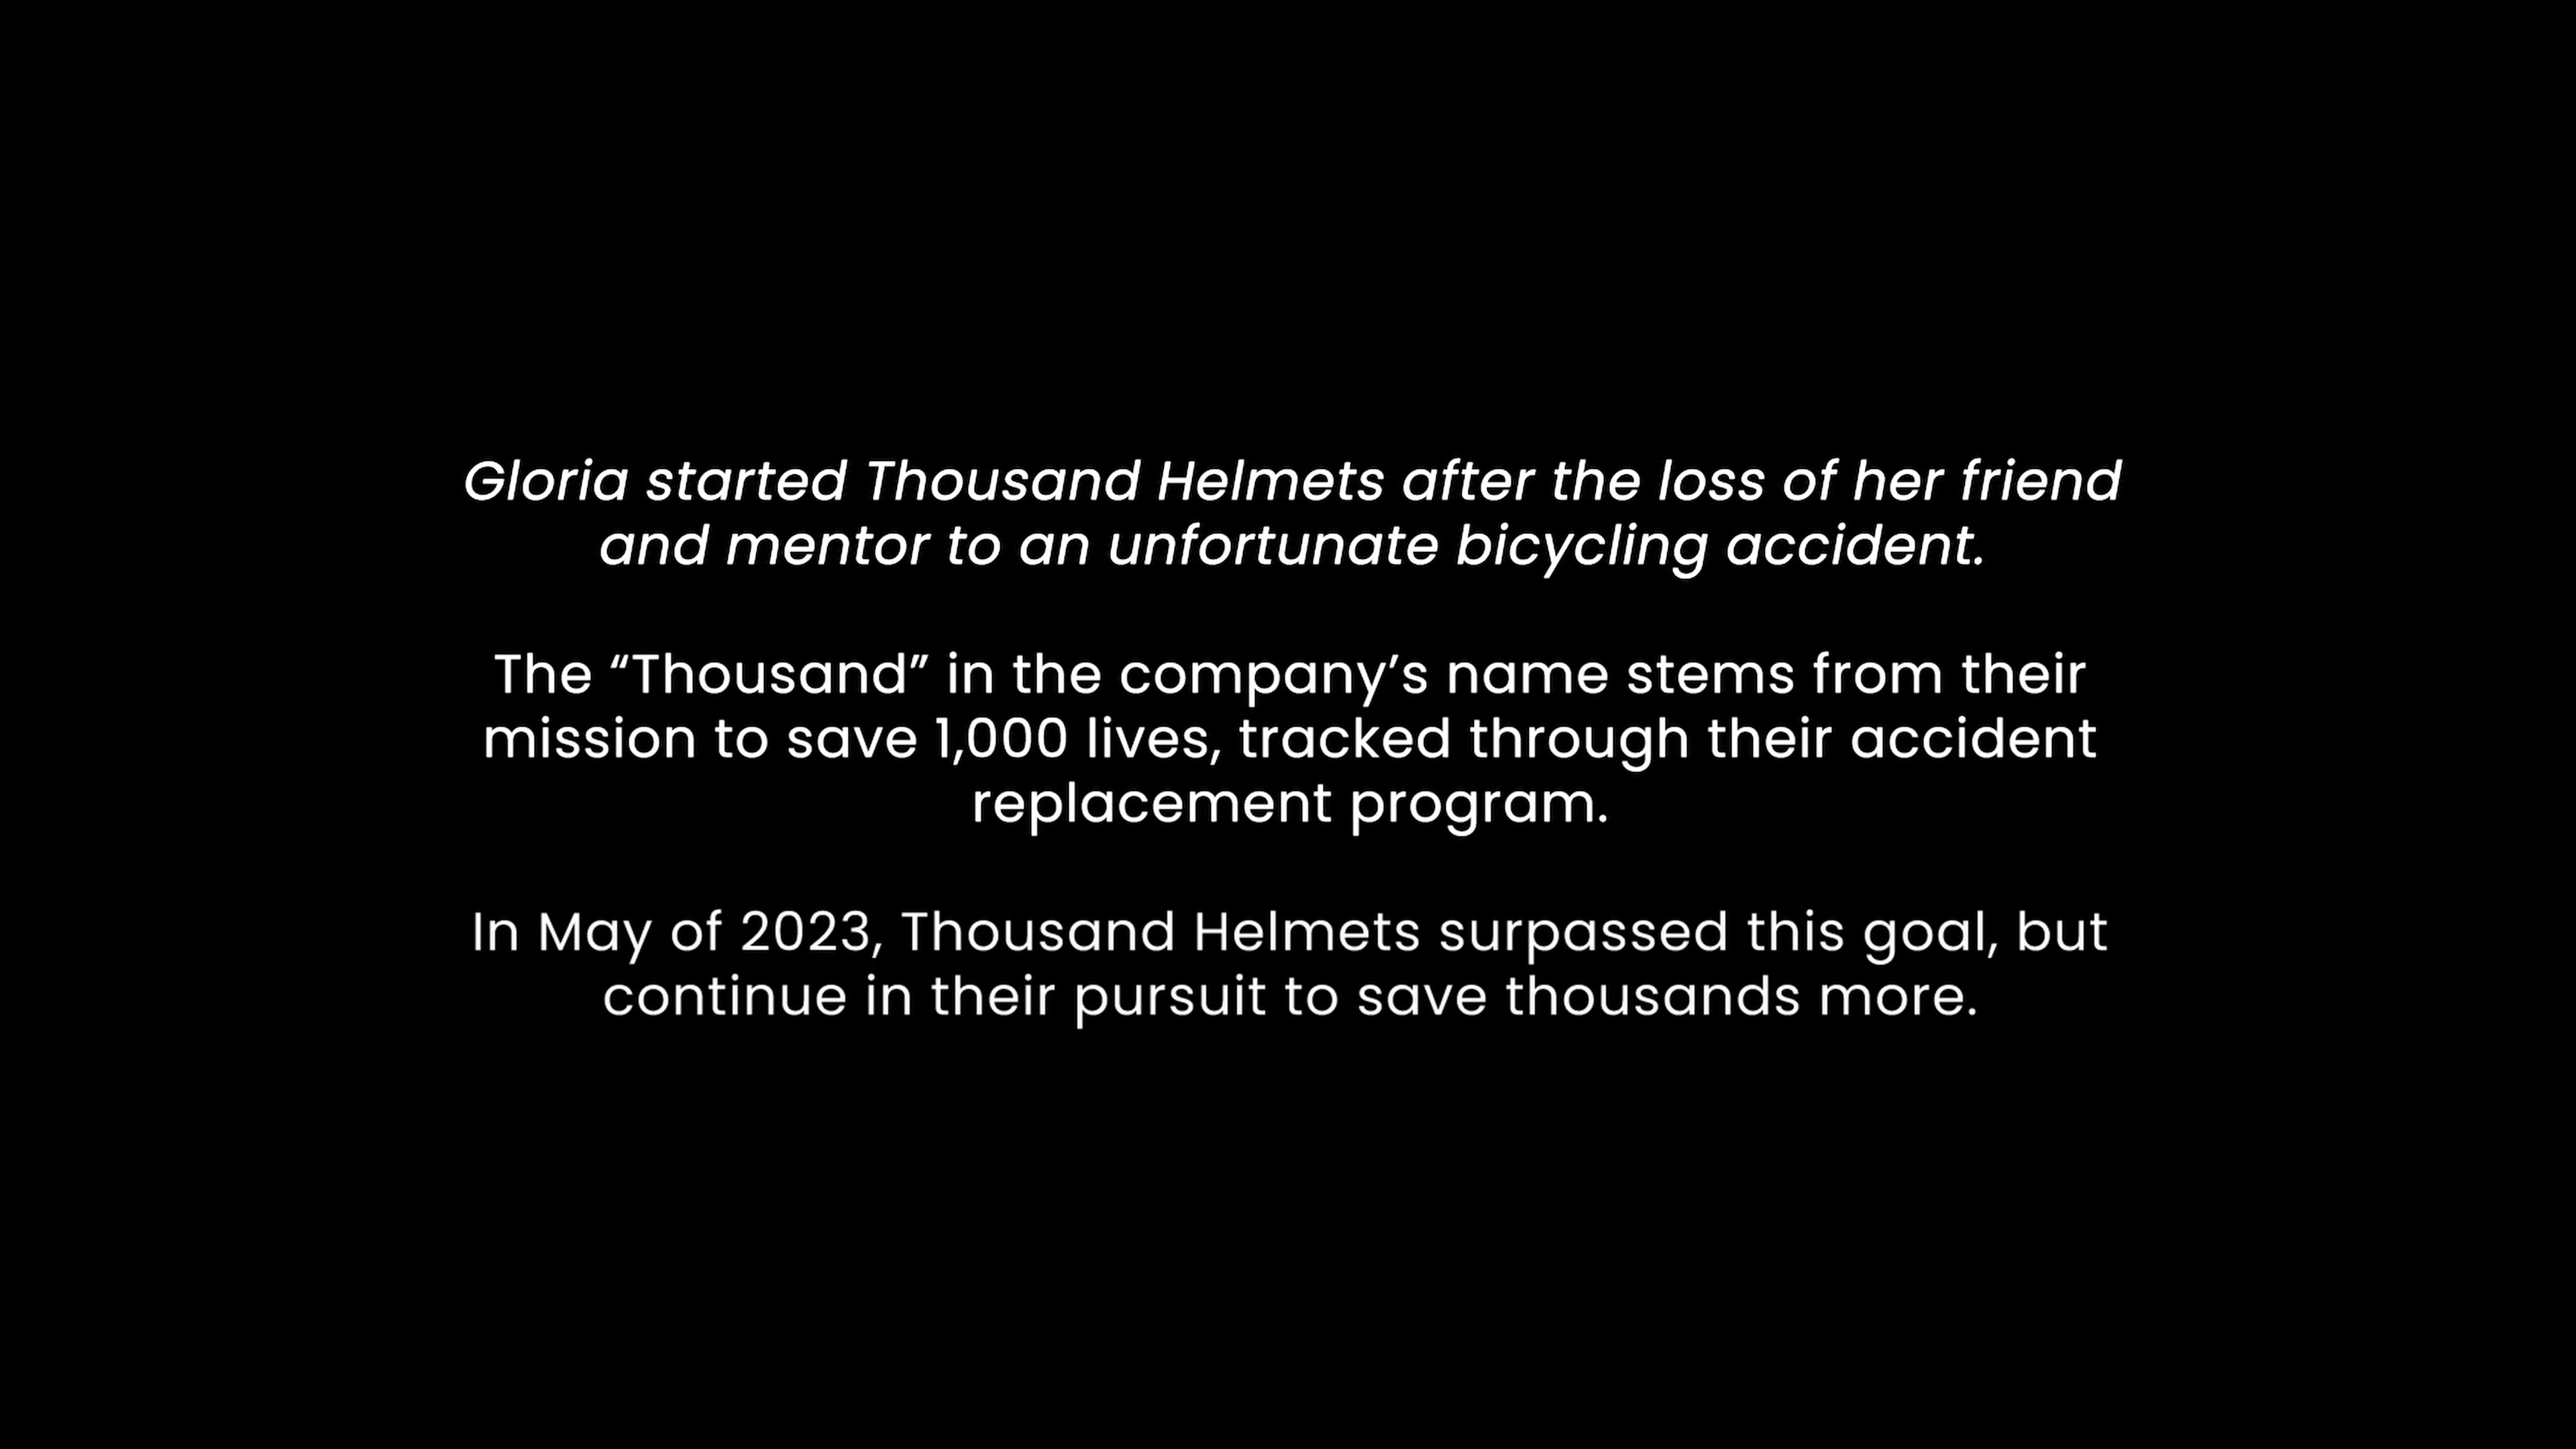 Gloria started Thousand Helmets after the loss of her friend
and mentor to an unfortunate bicycling accident.
The “Thousand” in the company’s name stems from their
mission to save 1,000 lives, tracked through their accident
replacement program.
In May of 2023, Thousand Helmets surpassed this goal, but
continue in their pursuit to save thousands more.